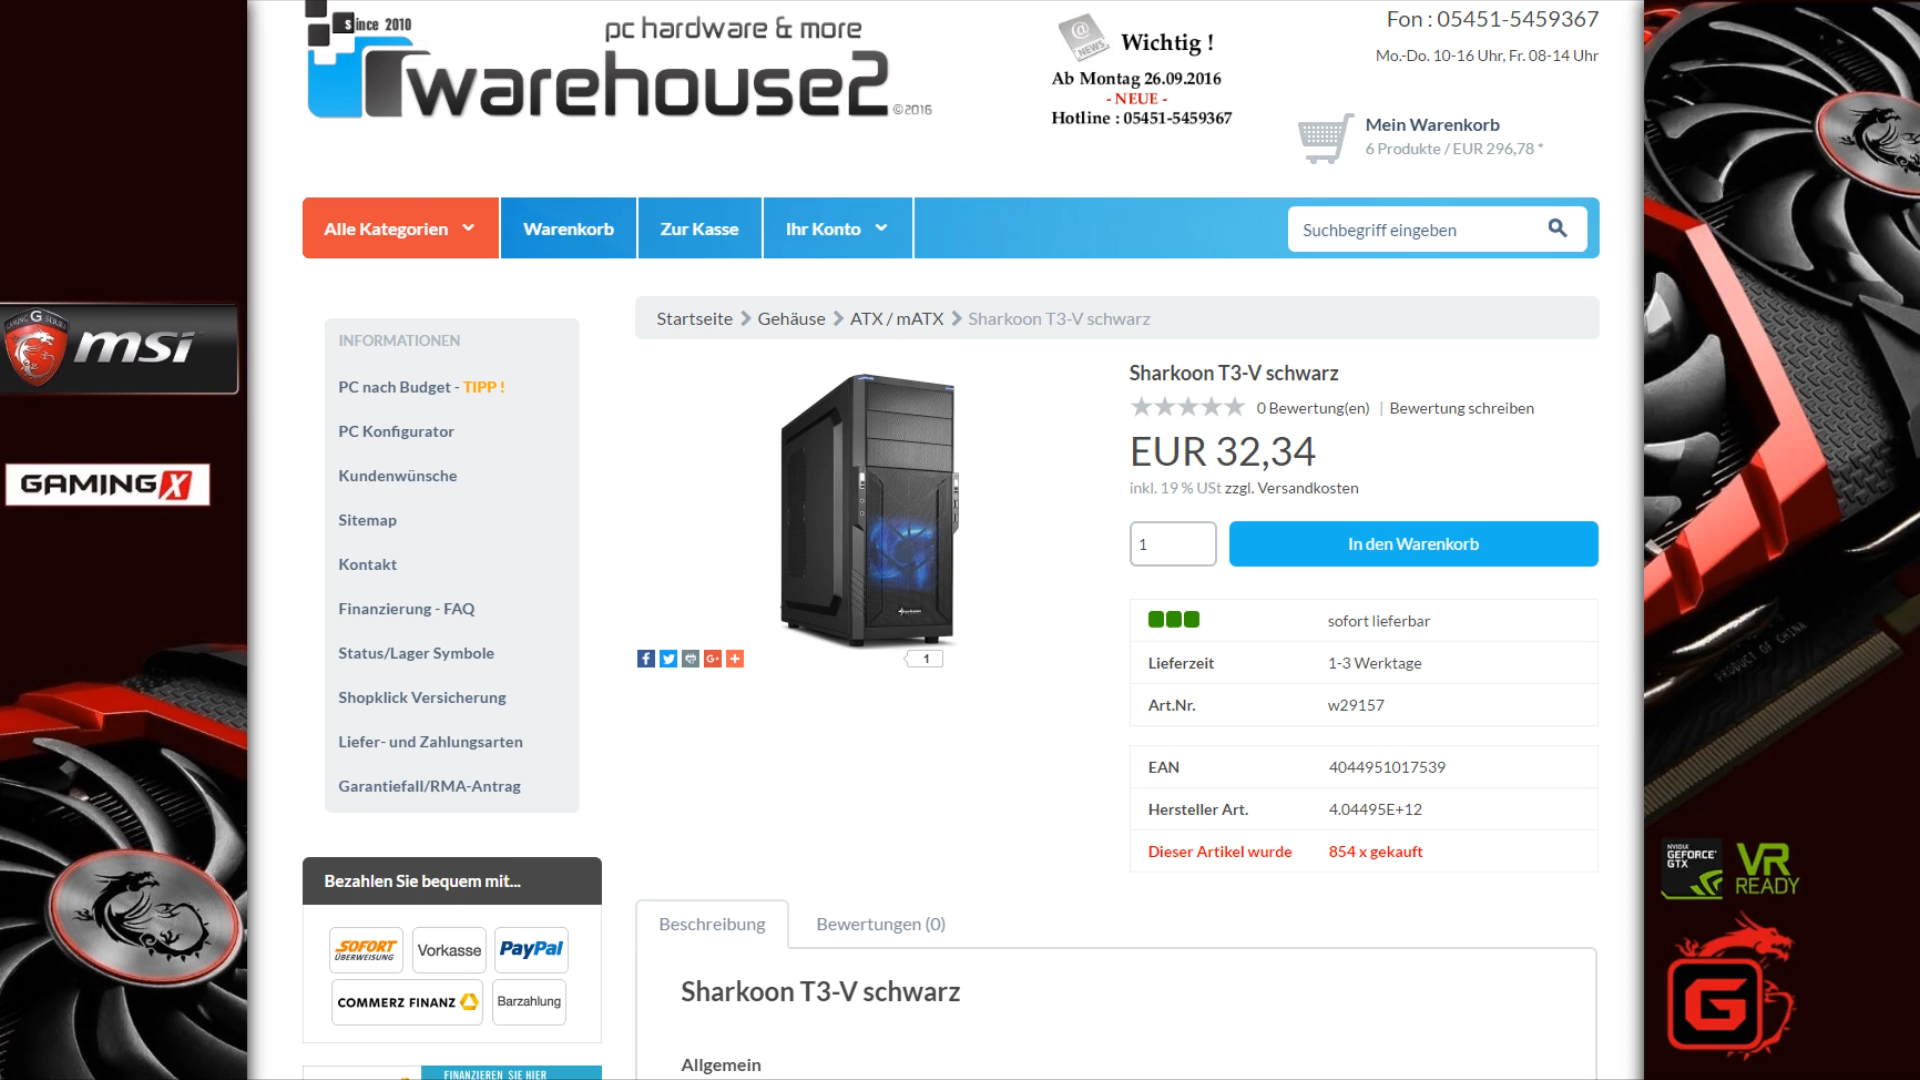 since 2010
pc hardware & more
warehouse2
©2016
NEWS
Wichtig !
Ab Montag 26.09.2016
- NEUE -
Hotline : 05451-5459367
Fon : 05451-5459367
Mo.-Do. 10-16 Uhr, Fr. 08-14 Uhr
Mein Warenkorb
6 Produkte / EUR 296,78 *
Alle Kategorien
Warenkorb
Zur Kasse
Ihr Konto
Suchbegriff eingeben
GAMING G SERIES
msi
GAMING X
INFORMATIONEN
PC nach Budget - TIPP !
PC Konfigurator
Kundenwünsche
Sitemap
Kontakt
Finanzierung - FAQ
Status/Lager Symbole
Shopklick Versicherung
Liefer- und Zahlungsarten
Garantiefall/RMA-Antrag
Bezahlen Sie bequem mit...
SOFORT
ÜBERWEISUNG
Vorkasse
PayPal
COMMERZ FINANZ
Barzahlung
FINANZIEREN SIE HIER
Startseite > Gehäuse > ATX / mATX > Sharkoon T3-V schwarz
Sharkoon T3-V schwarz
0 Bewertung(en) | Bewertung schreiben
EUR 32,34
inkl. 19 % USt zzgl. Versandkosten
1
In den Warenkorb
1
sofort lieferbar
Lieferzeit 1-3 Werktage
Art.Nr. w29157
EAN 4044951017539
Hersteller Art. 4.04495E+12
Dieser Artikel wurde 854 x gekauft
Beschreibung
Bewertungen (0)
Sharkoon T3-V schwarz
Allgemein
PRODUCT OF CHINA
NVIDIA
GEFORCE
GTX
VR
READY
G